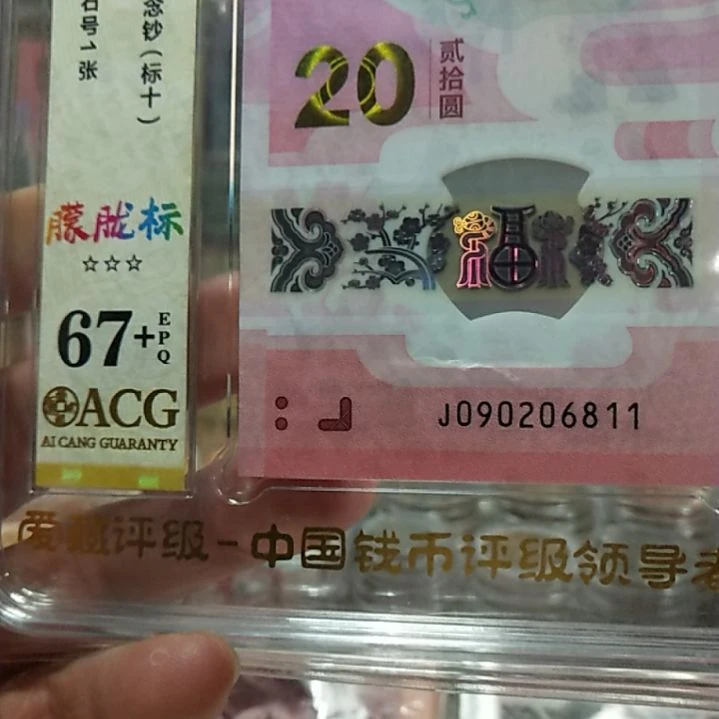 念钞（标十）
号1张
朦胧标
67+
EPQ
ACG
AI CANG GUARANTY
20
贰拾圆
福
J090206811
爱藏评级-中国钱币评级领导者